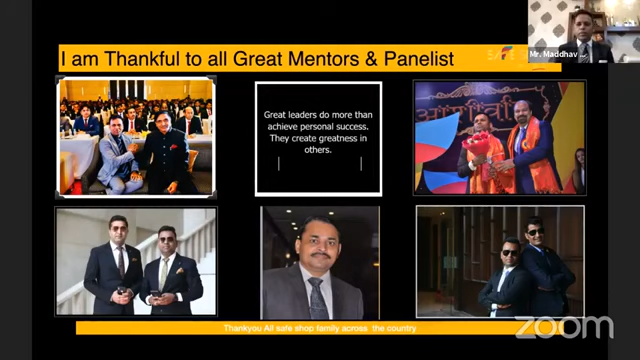 I am Thankful to all Great Mentors & Panelist
Mr. Maddhav
Great leaders do more than
achieve personal success.
They create greatness in
others.
Thankyou All safe shop family across the country
zoom